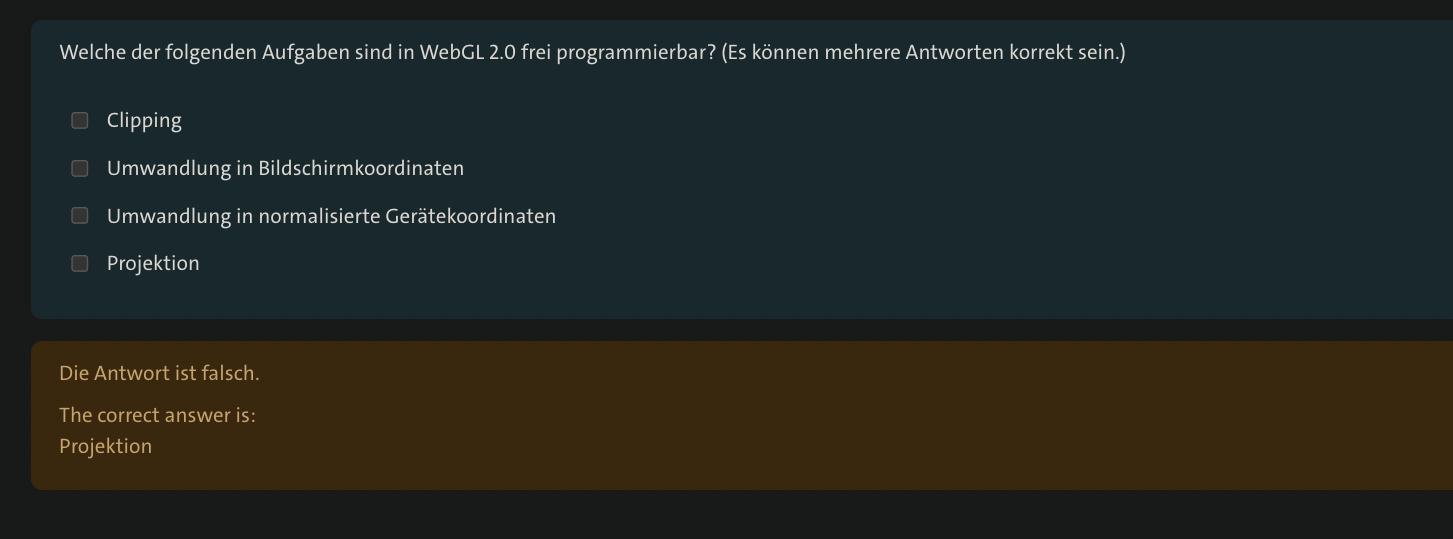 Welche der folgenden Aufgaben sind in WebGL 2.0 frei programmierbar? (Es können mehrere Antworten korrekt sein.)
Clipping
Umwandlung in Bildschirmkoordinaten
Umwandlung in normalisierte Gerätekoordinaten
Projektion
Die Antwort ist falsch.
The correct answer is:
Projektion